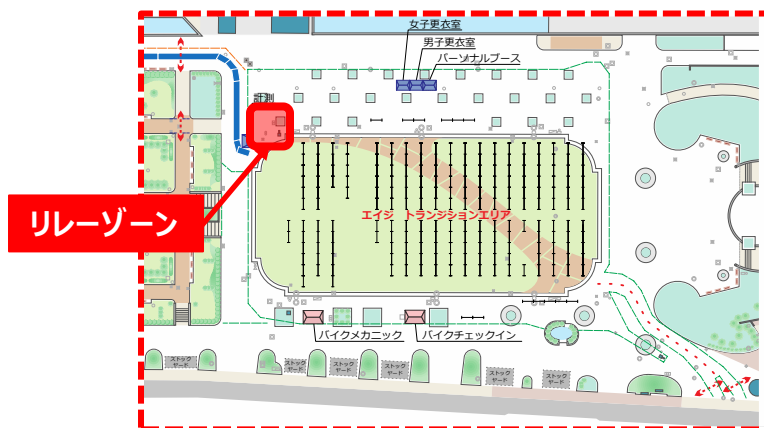 女子更衣室
男子更衣室
パーソナルブース
計測
リレーゾーン
エイジ トランジションエリア
バイクメカニック
バイクチェックイン
ストック
ヤード
ストック
ヤード
ストック
ヤード
ストック
ヤード
ストック
ヤード
ストック
ヤード